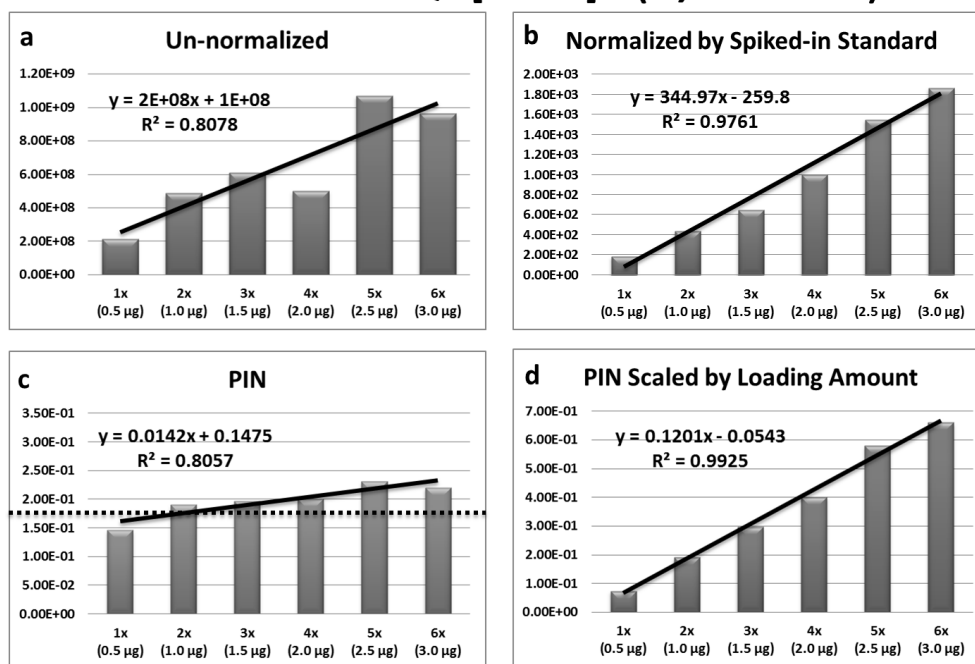 a
Un-normalized
1.20E+09
1.00E+09
8.00E+08
6.00E+08
4.00E+08
2.00E+08
0.00E+00
y = 2E+08x + 1E+08
R² = 0.8078
1x 2x 3x 4x 5x 6x
(0.5 µg) (1.0 µg) (1.5 µg) (2.0 µg) (2.5 µg) (3.0 µg)
b
Normalized by Spiked-in Standard
2.00E+03
1.80E+03
1.60E+03
1.40E+03
1.20E+03
1.00E+03
8.00E+02
6.00E+02
4.00E+02
2.00E+02
0.00E+00
y = 344.97x - 259.8
R² = 0.9761
1x 2x 3x 4x 5x 6x
(0.5 µg) (1.0 µg) (1.5 µg) (2.0 µg) (2.5 µg) (3.0 µg)
c
PIN
3.50E-01
3.00E-01
2.50E-01
2.00E-01
1.50E-01
1.00E-01
5.00E-02
0.00E+00
y = 0.0142x + 0.1475
R² = 0.8057
1x 2x 3x 4x 5x 6x
(0.5 µg) (1.0 µg) (1.5 µg) (2.0 µg) (2.5 µg) (3.0 µg)
d
PIN Scaled by Loading Amount
7.00E-01
6.00E-01
5.00E-01
4.00E-01
3.00E-01
2.00E-01
1.00E-01
0.00E+00
y = 0.1201x - 0.0543
R² = 0.9925
1x 2x 3x 4x 5x 6x
(0.5 µg) (1.0 µg) (1.5 µg) (2.0 µg) (2.5 µg) (3.0 µg)